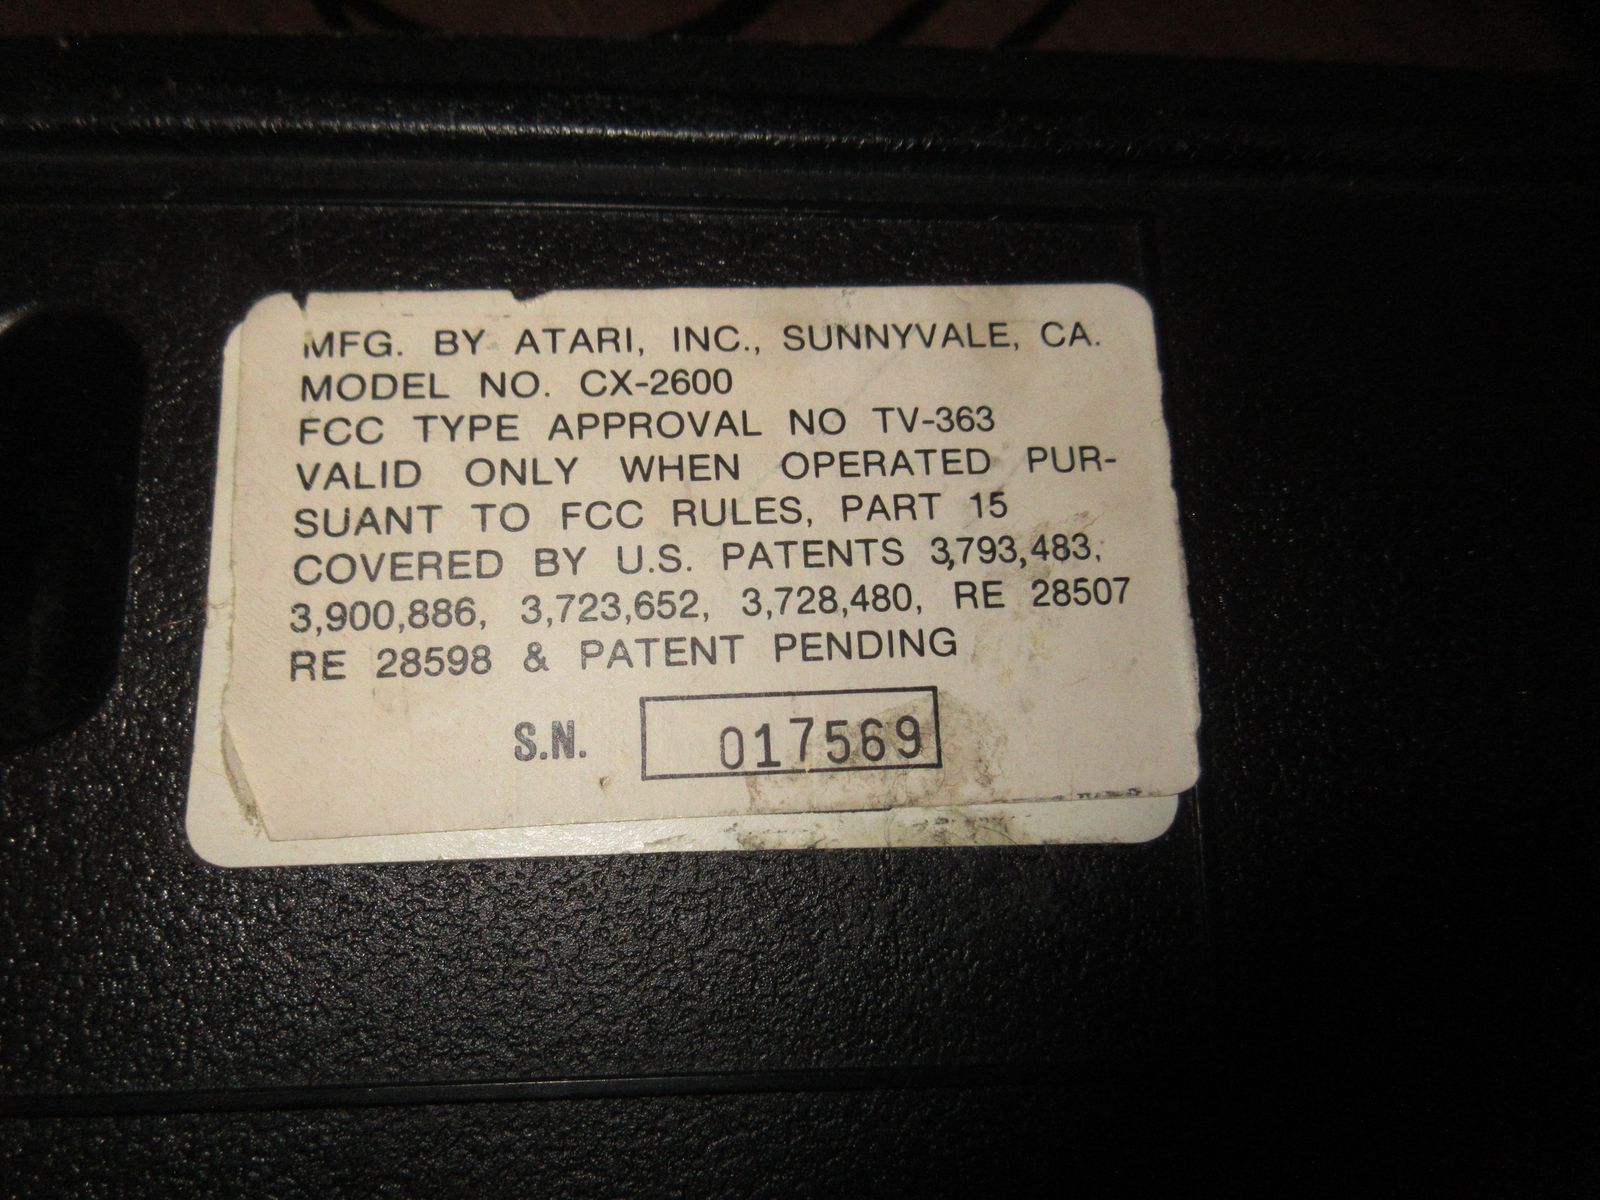 MFG. BY ATARI, INC., SUNNYVALE, CA.
MODEL NO. CX-2600
FCC TYPE APPROVAL NO TV-363
VALID ONLY WHEN OPERATED PUR-
SUANT TO FCC RULES, PART 15
COVERED BY U.S. PATENTS 3,793,483,
3,900,886, 3,723,652, 3,728,480, RE 28507
RE 28598 & PATENT PENDING
S.N. 017569